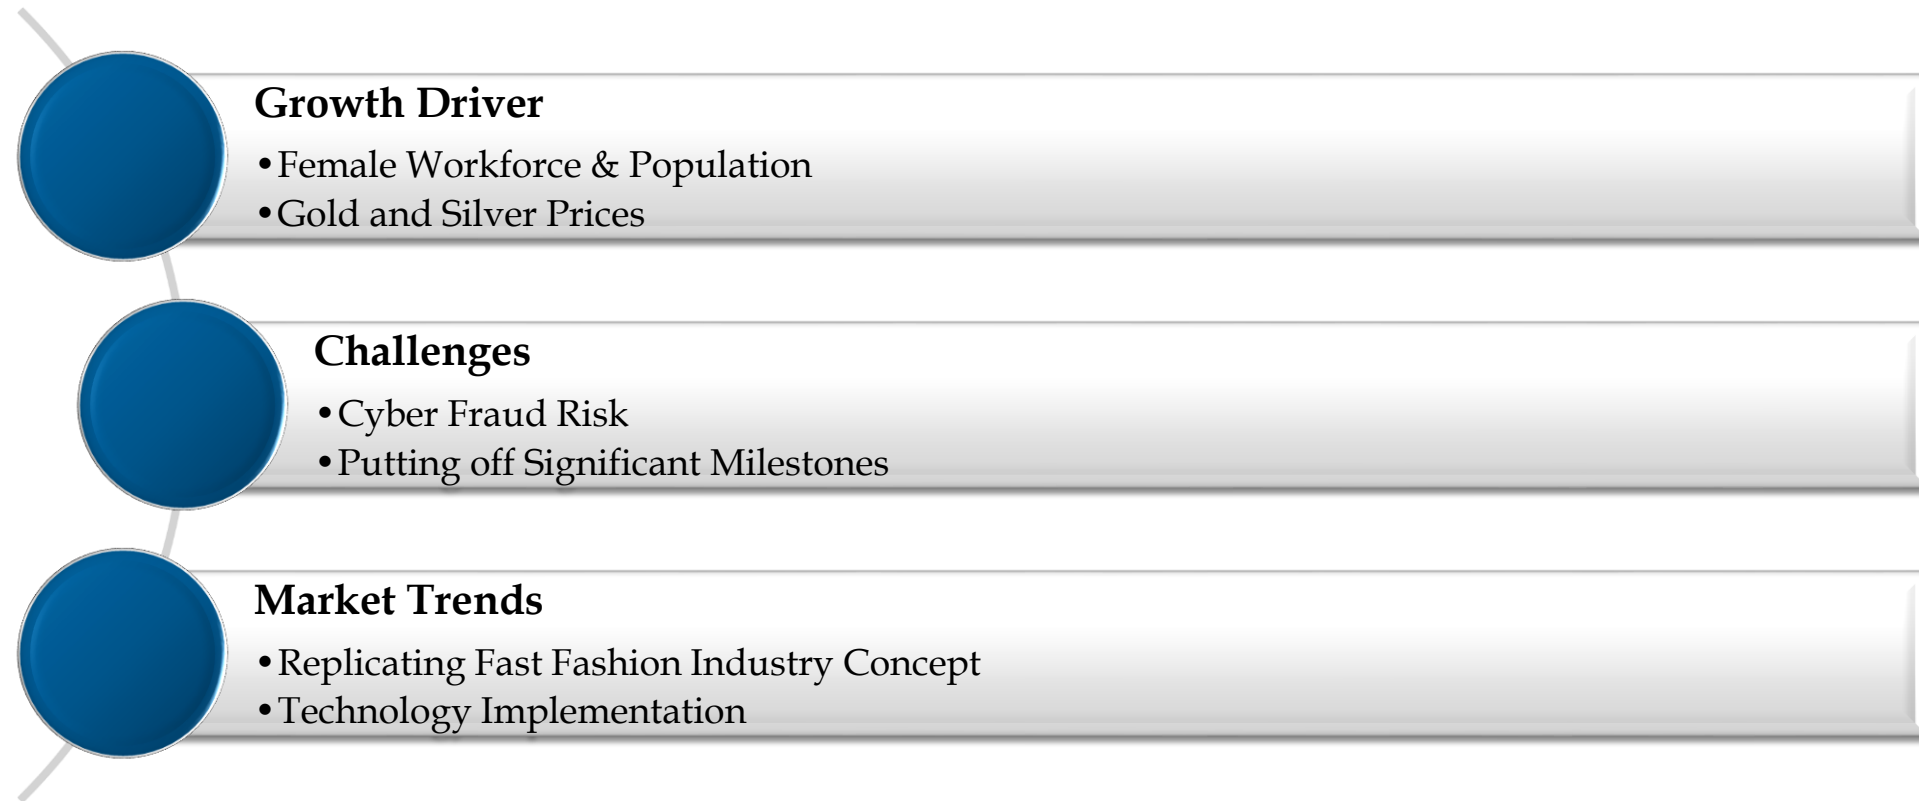 Growth Driver
•Female Workforce & Population
•Gold and Silver Prices
Challenges
•Cyber Fraud Risk
•Putting off Significant Milestones
Market Trends
•Replicating Fast Fashion Industry Concept
•Technology Implementation